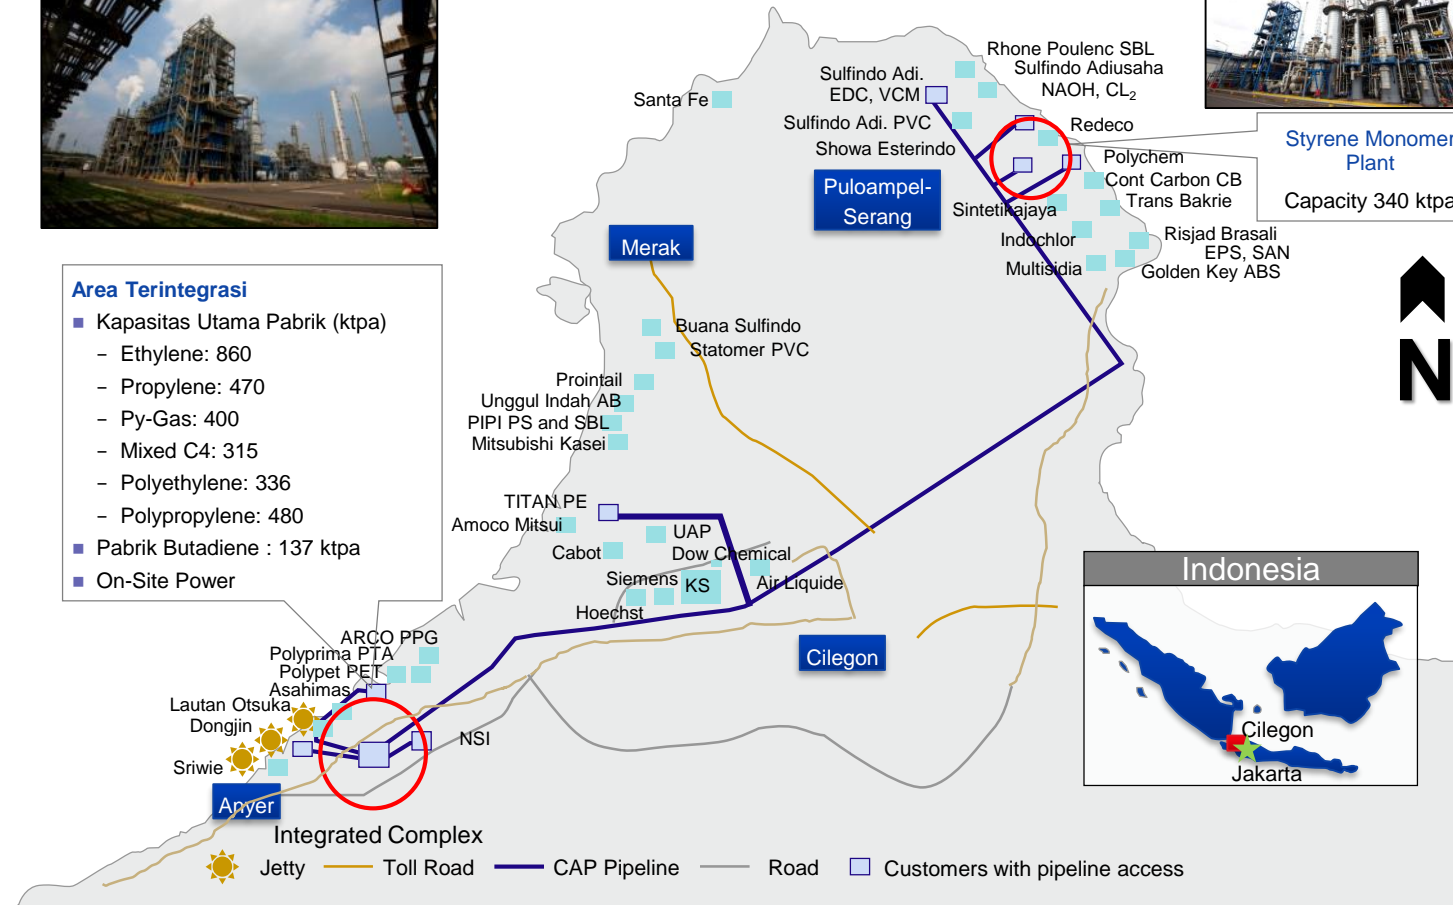 Rhone Poulenc SBL
Sulfindo Adi.
EDC, VCM
Sulfindo Adiusaha
NAOH, CL₂
Santa Fe
Sulfindo Adi. PVC
Redeco
Showa Esterindo
Polychem
Cont Carbon CB
Trans Bakrie
Styrene Monomer
Plant
Capacity 340 ktpa
Puloampel-
Serang
Sintetikajaya
Indochlor
Multisidia
Risjad Brasali
EPS, SAN
Golden Key ABS
Merak
N
Area Terintegrasi
Kapasitas Utama Pabrik (ktpa)
– Ethylene: 860
– Propylene: 470
– Py-Gas: 400
– Mixed C4: 315
– Polyethylene: 336
– Polypropylene: 480
Pabrik Butadiene : 137 ktpa
On-Site Power
Buana Sulfindo
Statomer PVC
Prointail
Unggul Indah AB
PIPI PS and SBL
Mitsubishi Kasei
TITAN PE
Amoco Mitsui
UAP
Cabot
Dow Chemical
Siemens
KS
Air Liquide
Hoechst
Cilegon
ARCO PPG
Polyprima PTA
Polypet PET
Asahimas
Lautan Otsuka
Dongjin
NSI
Sriwie
Anyer
Integrated Complex
Indonesia
Cilegon
Jakarta
Jetty
Toll Road
CAP Pipeline
Road
Customers with pipeline access